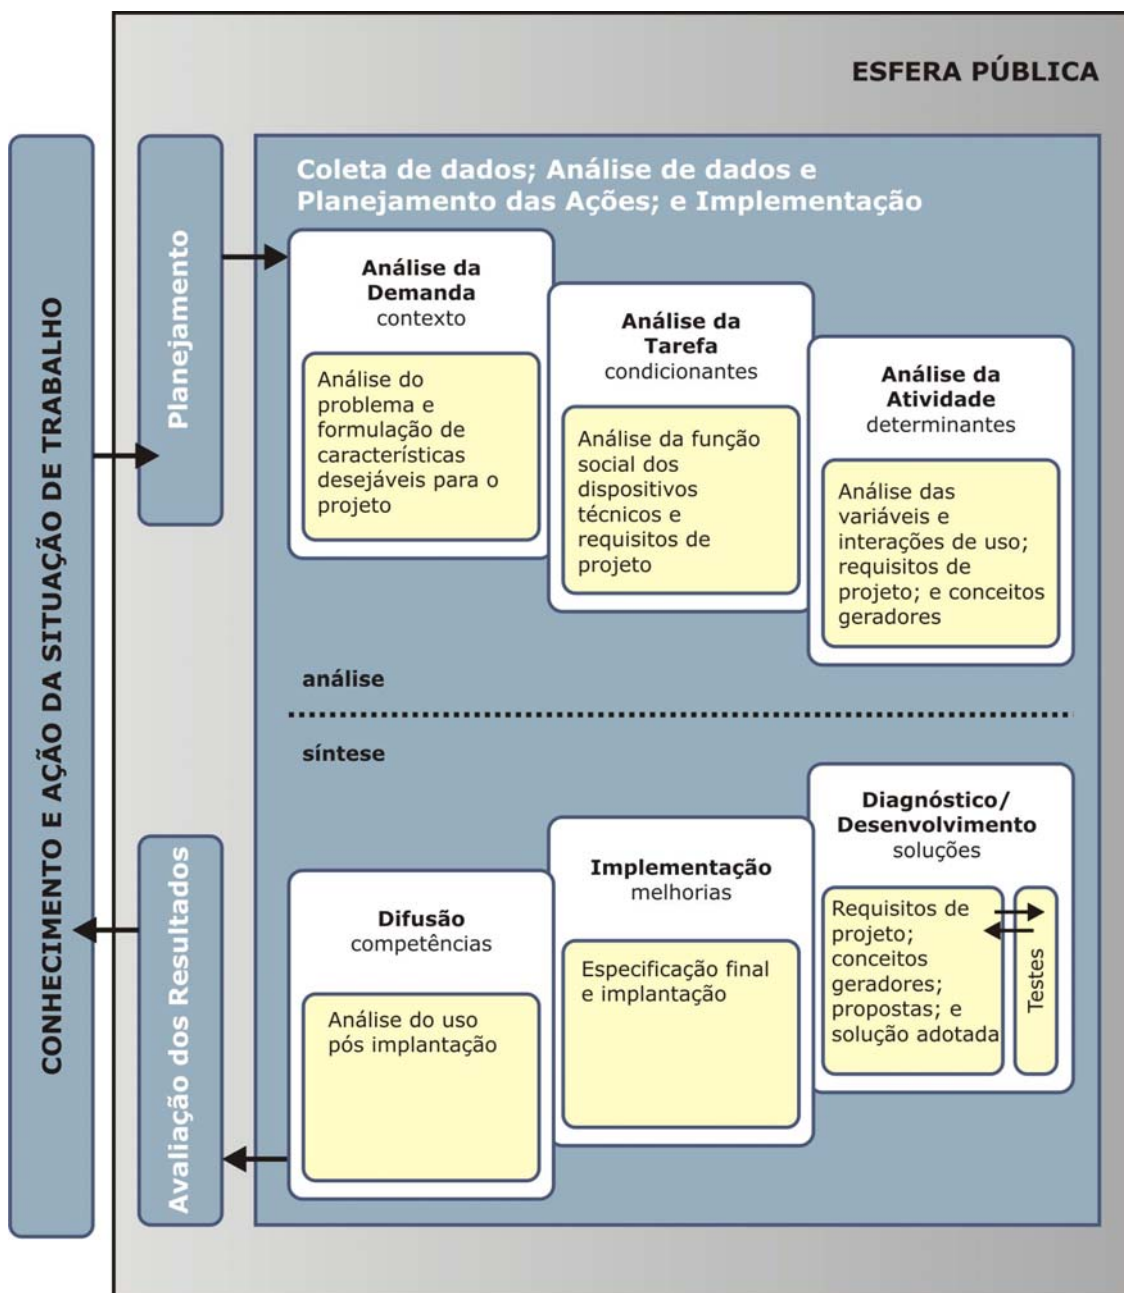 ESFERA PÚBLICA
CONHECIMENTO E AÇÃO DA SITUAÇÃO DE TRABALHO
Planejamento
Coleta de dados; Análise de dados e
Planejamento das Ações; e Implementação
Análise da
Demanda
contexto
Análise do
problema e
formulação de
características
desejáveis para o
projeto
Análise da
Tarefa
condicionantes
Análise da função
social dos
dispositivos
técnicos e
requisitos de
projeto
Análise da
Atividade
determinantes
Análise das
variáveis e
interações de uso;
requisitos de
projeto; e conceitos
geradores
análise
síntese
Diagnóstico/
Desenvolvimento
soluções
Requisitos de
projeto;
conceitos
geradores;
propostas; e
solução adotada
Testes
Implementação
melhorias
Especificação final
e implantação
Difusão
competências
Análise do uso
pós implantação
Avaliação dos Resultados